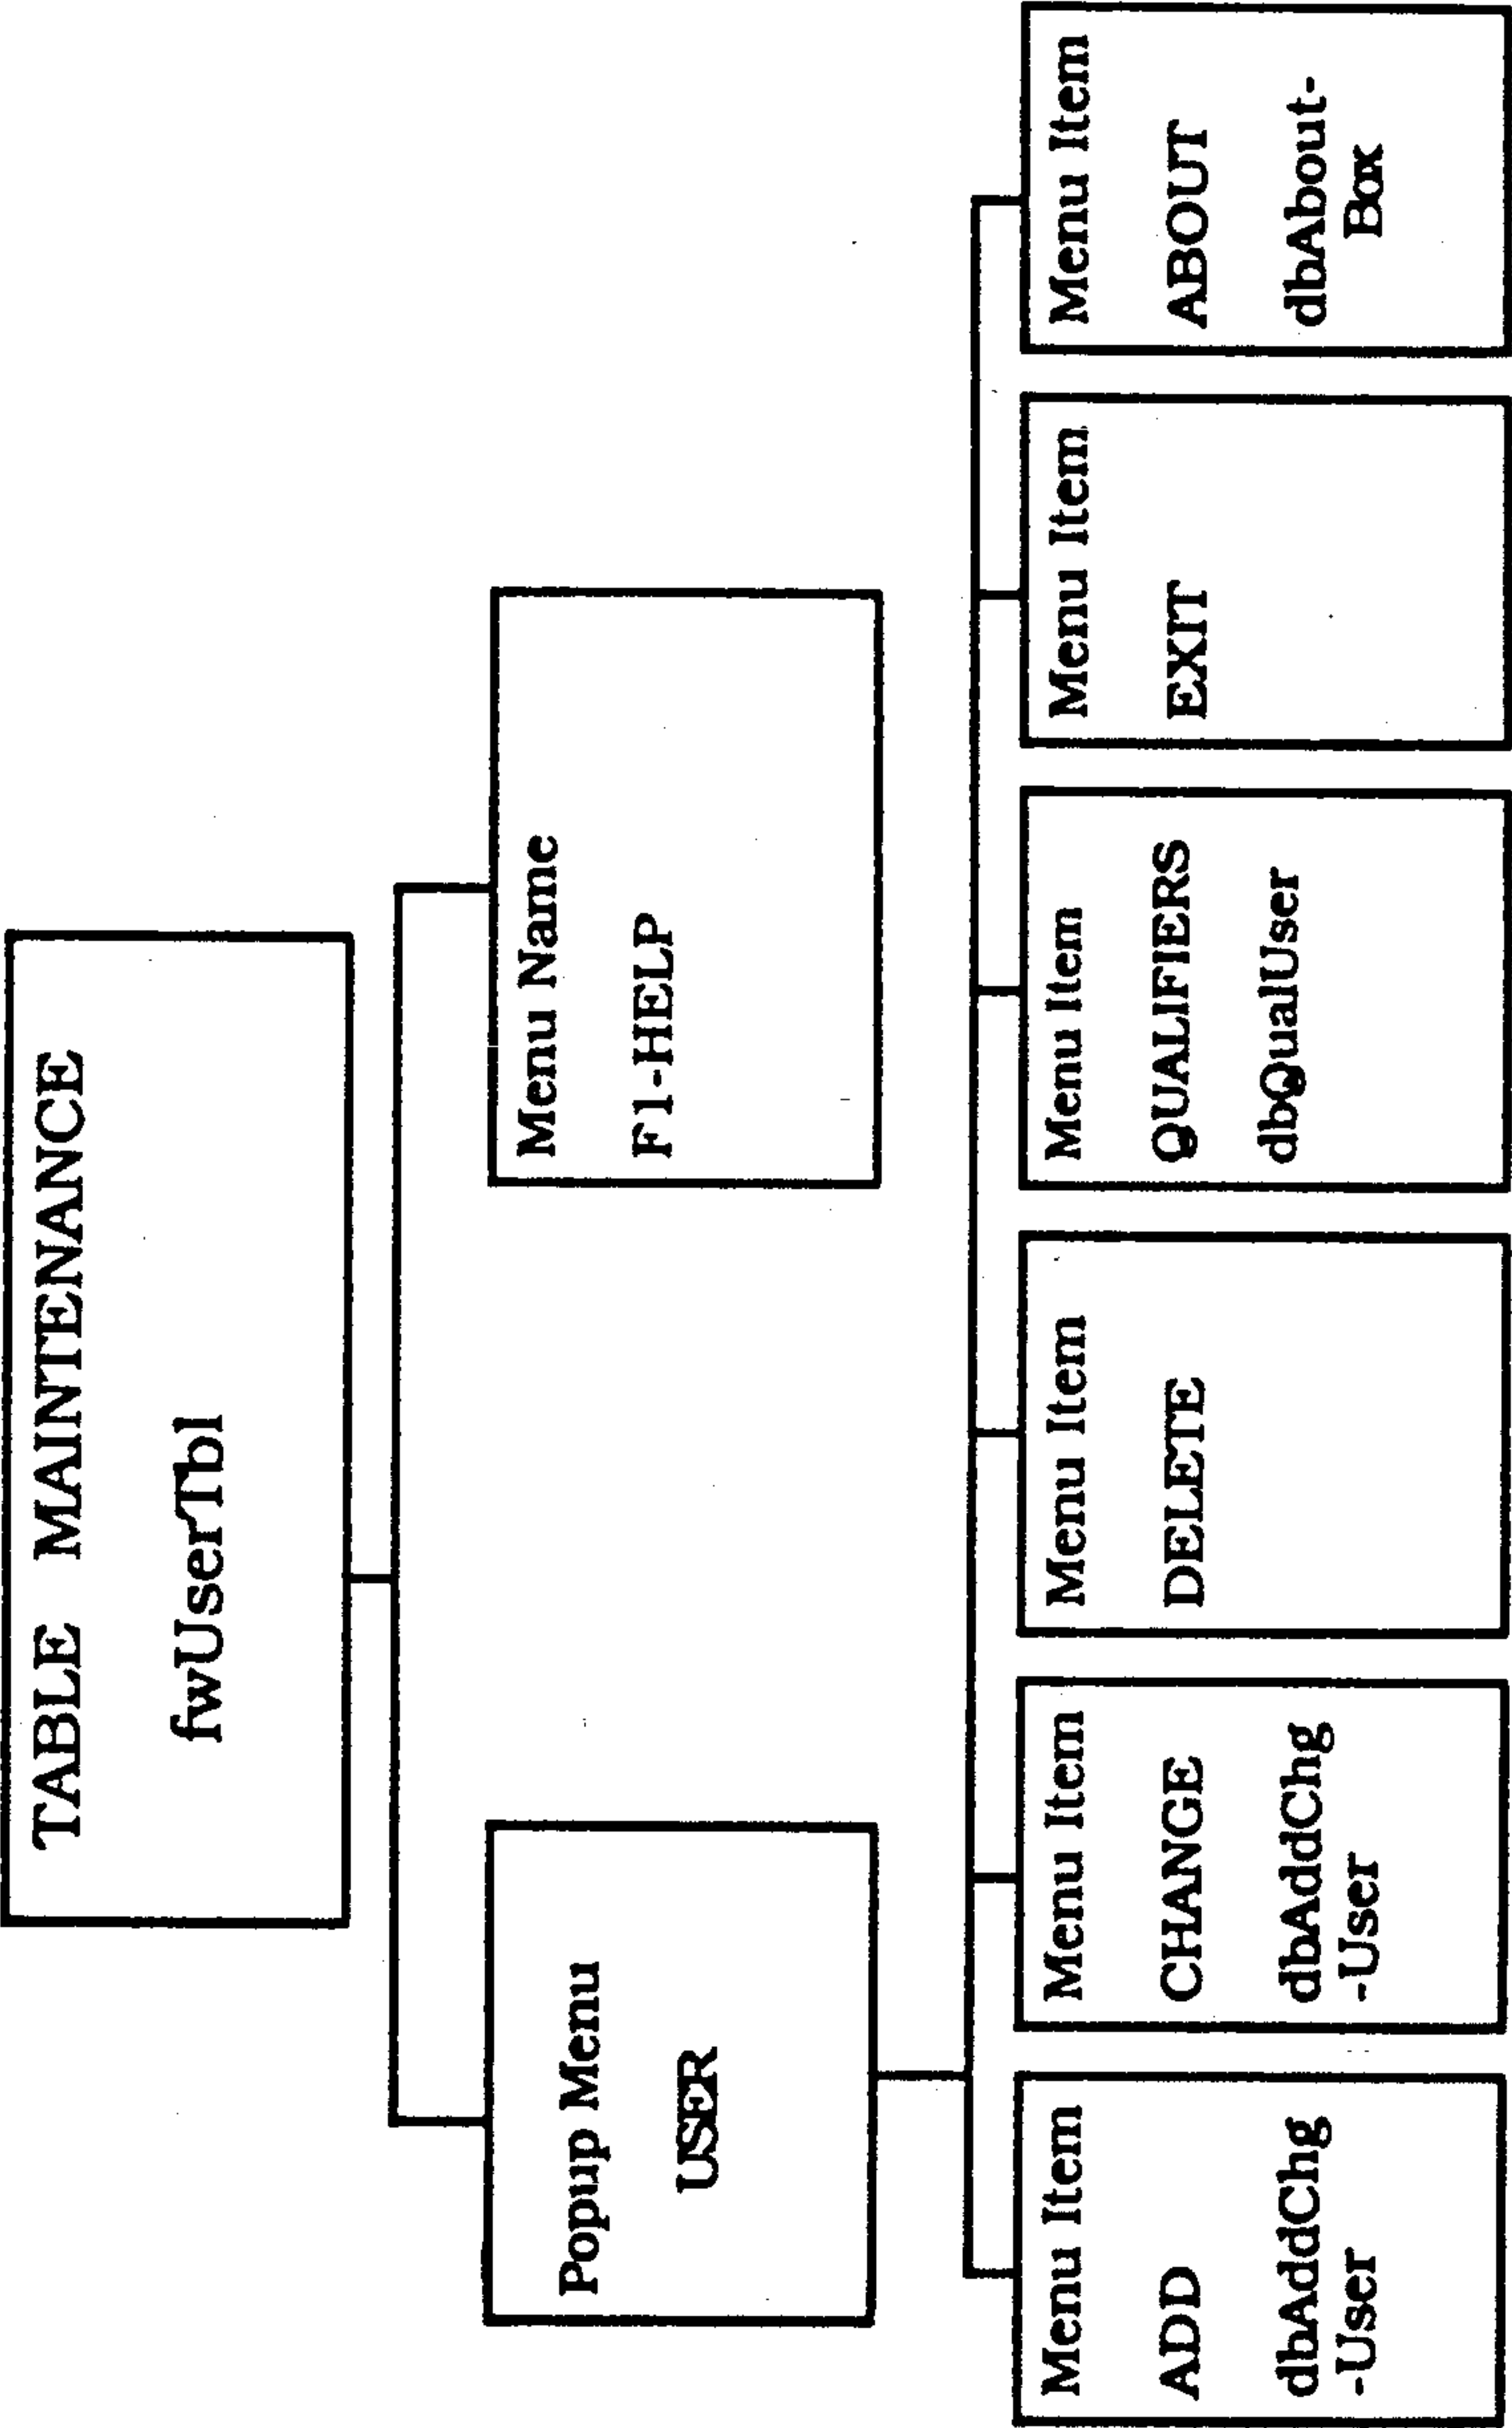 TABLE MAINTENANCE
fwUserTbl
Popup Menu
USER
Menu Name
F1-HELP
Menu Item
ADD
dbAddChg
-User
Menu Item
CHANGE
dbAddChg
-User
Menu Item
DELETE
Menu Item
QUALIFIERS
dbQualUser
Menu Item
EXIT
Menu Item
ABOUT
dbAbout-
Box